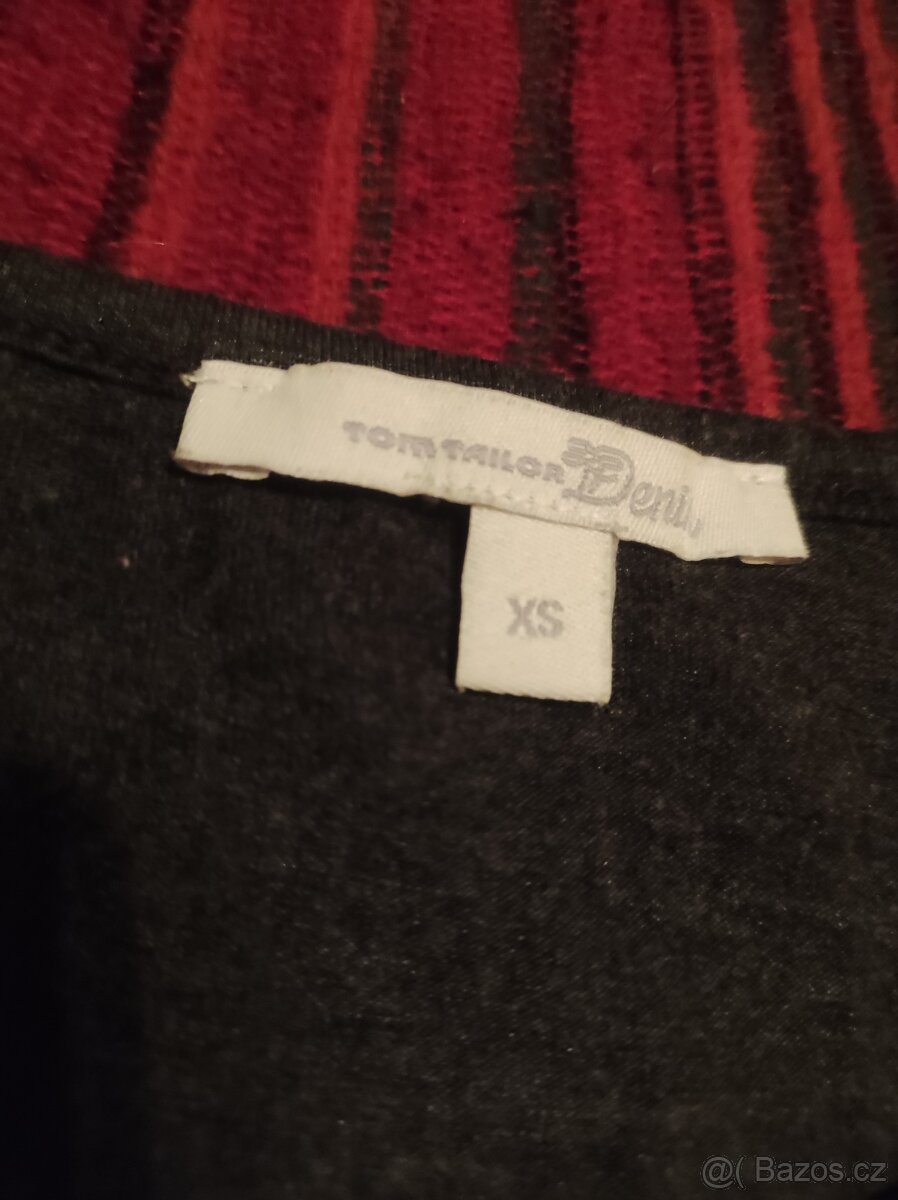 TOM TAILOR Denim
XS
@( Bazos.cz